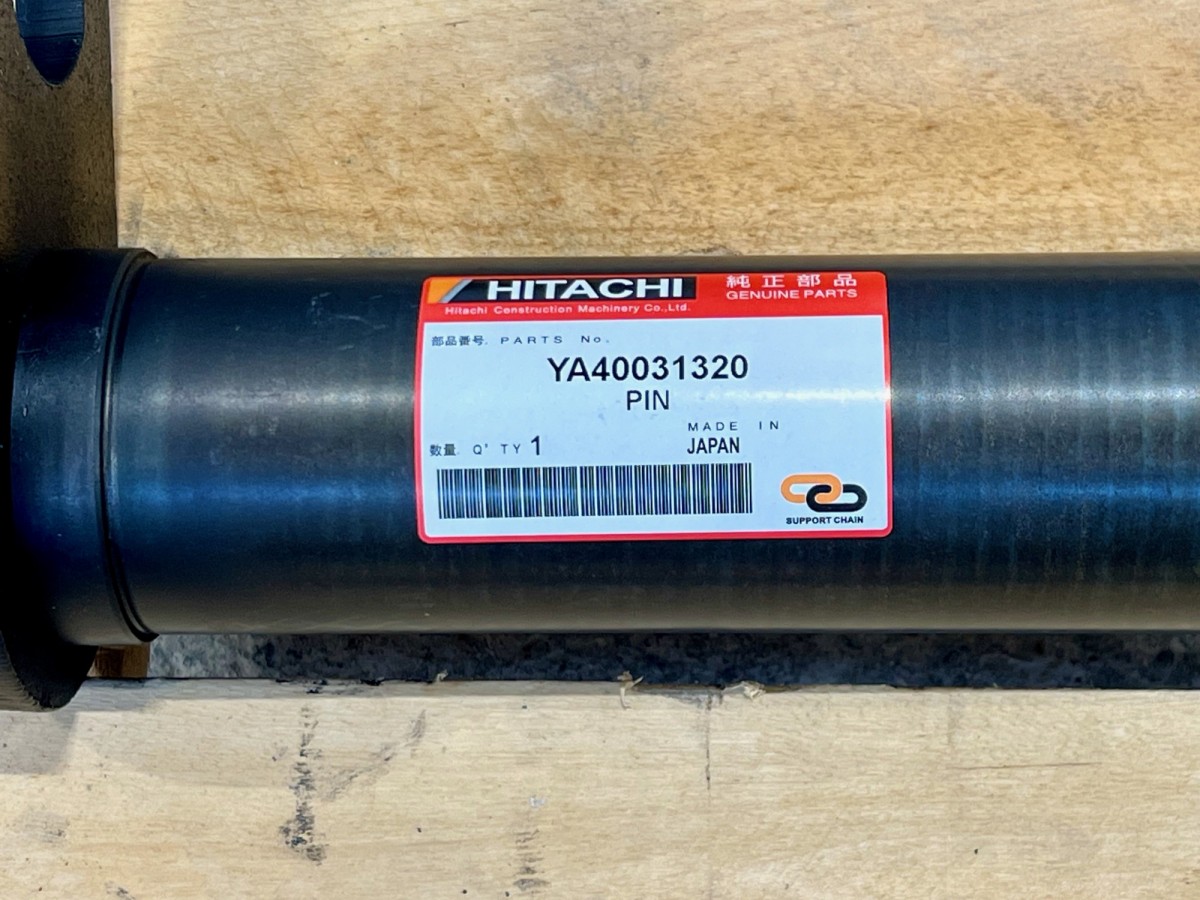 HITACHI
Hitachi Construction Machinery Co.,Ltd.
純正部品
GENUINE PARTS
部品番号. PARTS No.
YA40031320
PIN
MADE IN
JAPAN
数量. Q'TY 1
SUPPORT CHAIN